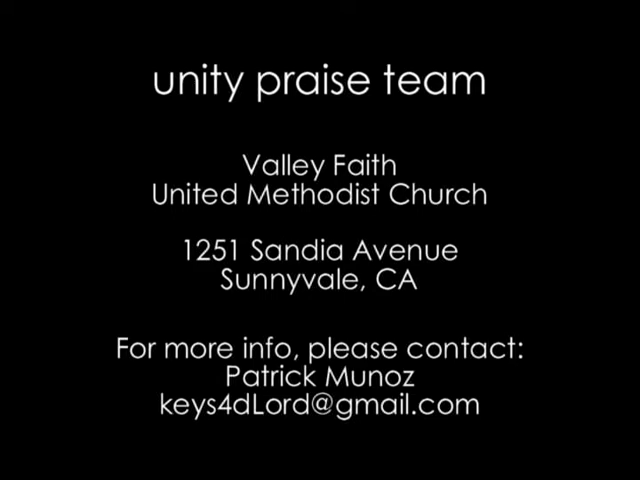 unity praise team
Valley Faith
United Methodist Church
1251 Sandia Avenue
Sunnyvale, CA
For more info, please contact:
Patrick Munoz
keys4dLord@gmail.com